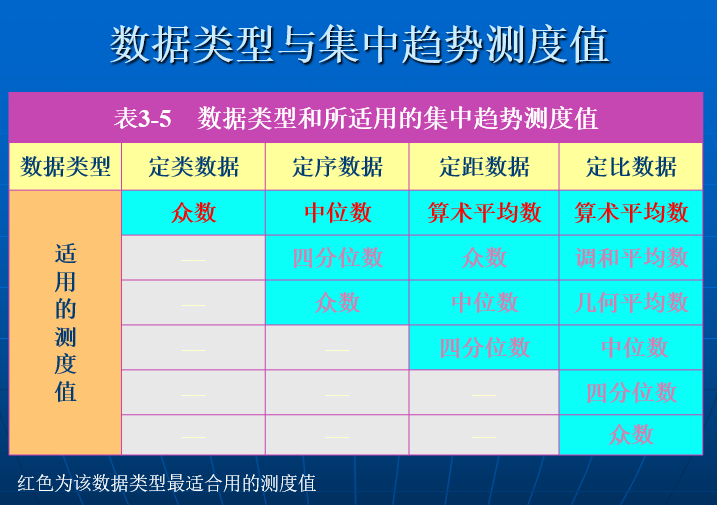 数据类型与集中趋势测度值
表3-5 数据类型和所适用的集中趋势测度值
数据类型 定类数据 定序数据 定距数据 定比数据
适用的测度值
众数 中位数 算术平均数 算术平均数
— 四分位数 众数 调和平均数
— 众数 中位数 几何平均数
— — 四分位数 中位数
— — — 四分位数
— — — 众数
红色为该数据类型最适合用的测度值